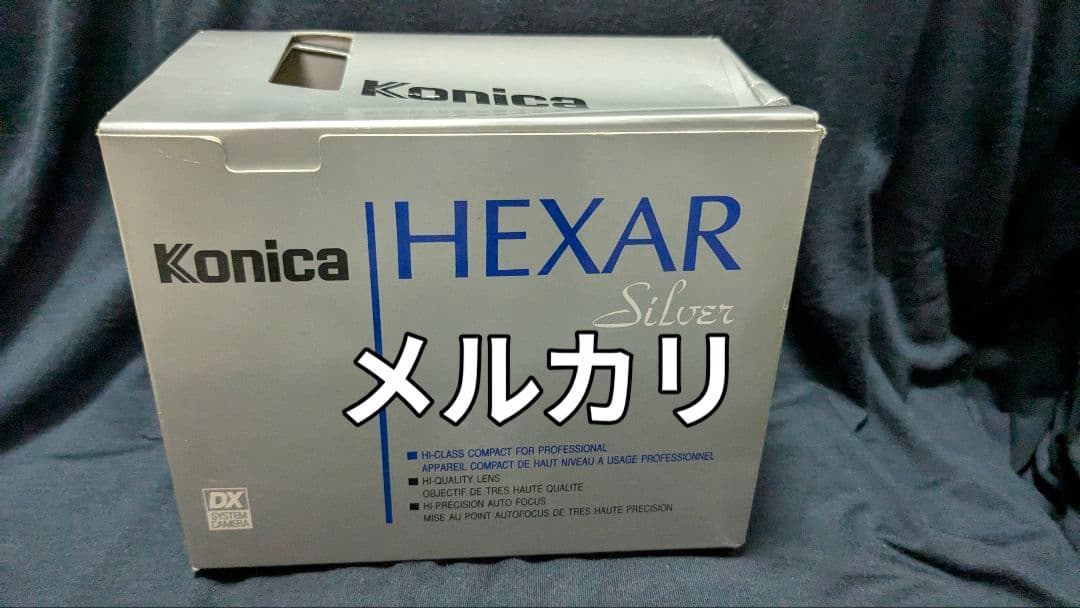 Konica
HEXAR
Konica
Silver
メルカリ
■ HI-CLASS COMPACT FOR PROFESSIONAL
APPAREIL COMPACT DE HAUT NIVEAU A USAGE PROFESSIONNEL
■ HI-QUALITY LENS
OBJECTIF DE TRES HAUTE QUALITE
■ HI-PRECISION AUTO FOCUS
MISE AU POINT AUTOFOCUS DE TRES HAUTE PRECISION
DX
SYSTEM
CAMERA